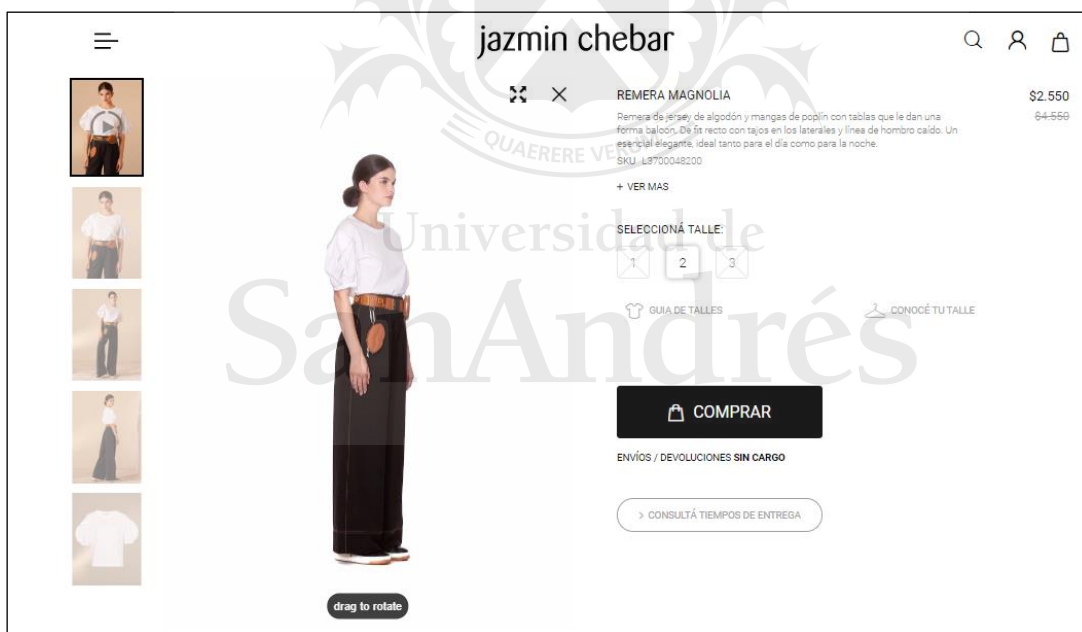 jazmin chebar
REMERA MAGNOLIA
$2.550
$4.550
Remera de jersey de algodón y mangas de poplin con tablas que le dan una
forma baloon. De fit recto con tajos en los laterales y línea de hombro caído. Un
esencial elegante, ideal tanto para el día como para la noche.
SKU L3700048200
+ VER MAS
SELECCIONÁ TALLE:
1 2 3
GUIA DE TALLES
CONOCÉ TU TALLE
COMPRAR
ENVÍOS / DEVOLUCIONES SIN CARGO
> CONSULTÁ TIEMPOS DE ENTREGA
drag to rotate
QUAERERE
Universidad de
SanAndrés